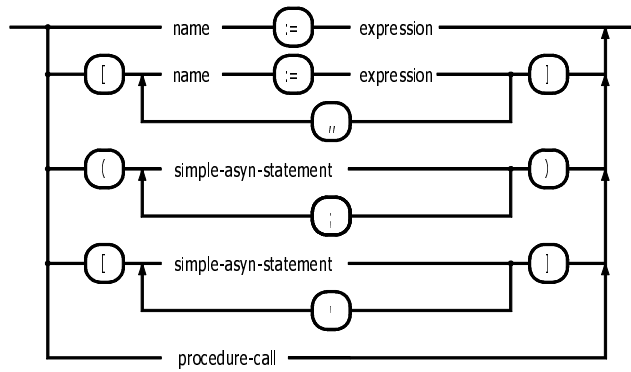 name := expression
[ name := expression ]
,,
( simple-asyn-statement )
;
[ simple-asyn-statement ]
,
procedure-call